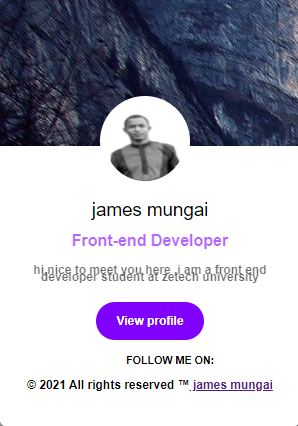 james mungai
Front-end Developer
hi,nice to meet you here ,i am a front end
developer student at zetech university
View profile
FOLLOW ME ON:
© 2021 All rights reserved ™ james mungai